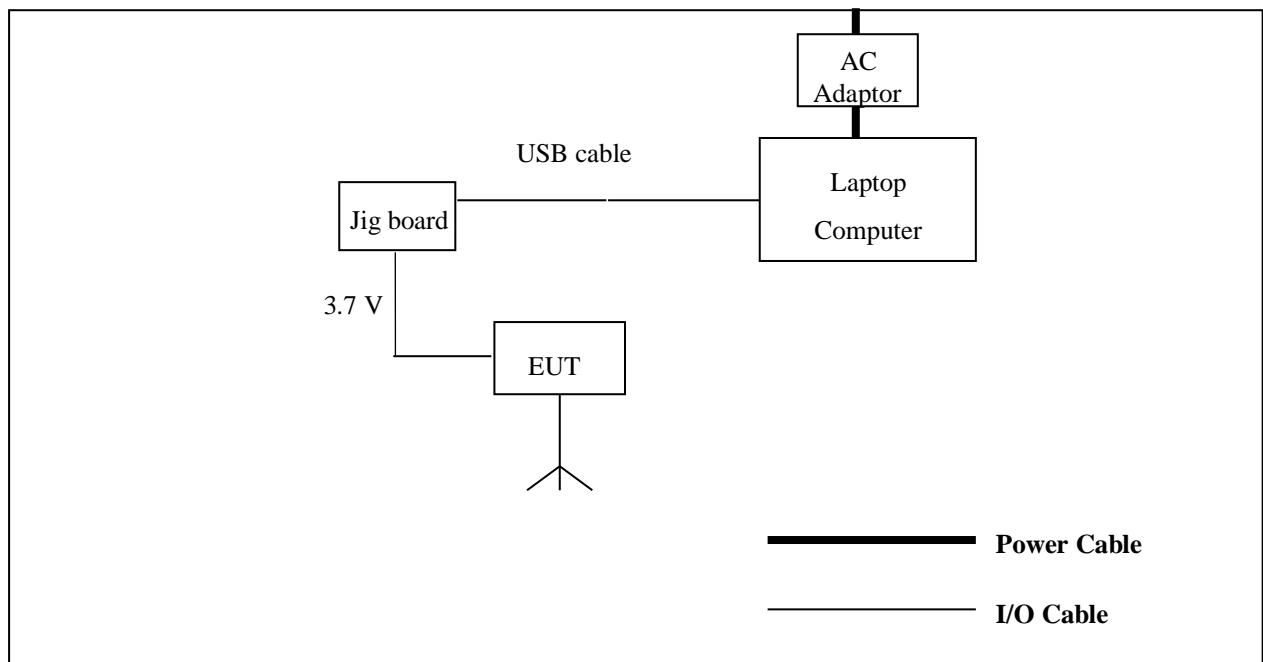 AC
Adaptor
USB cable
Laptop
Computer
Jig board
3.7 V
EUT
Power Cable
I/O Cable